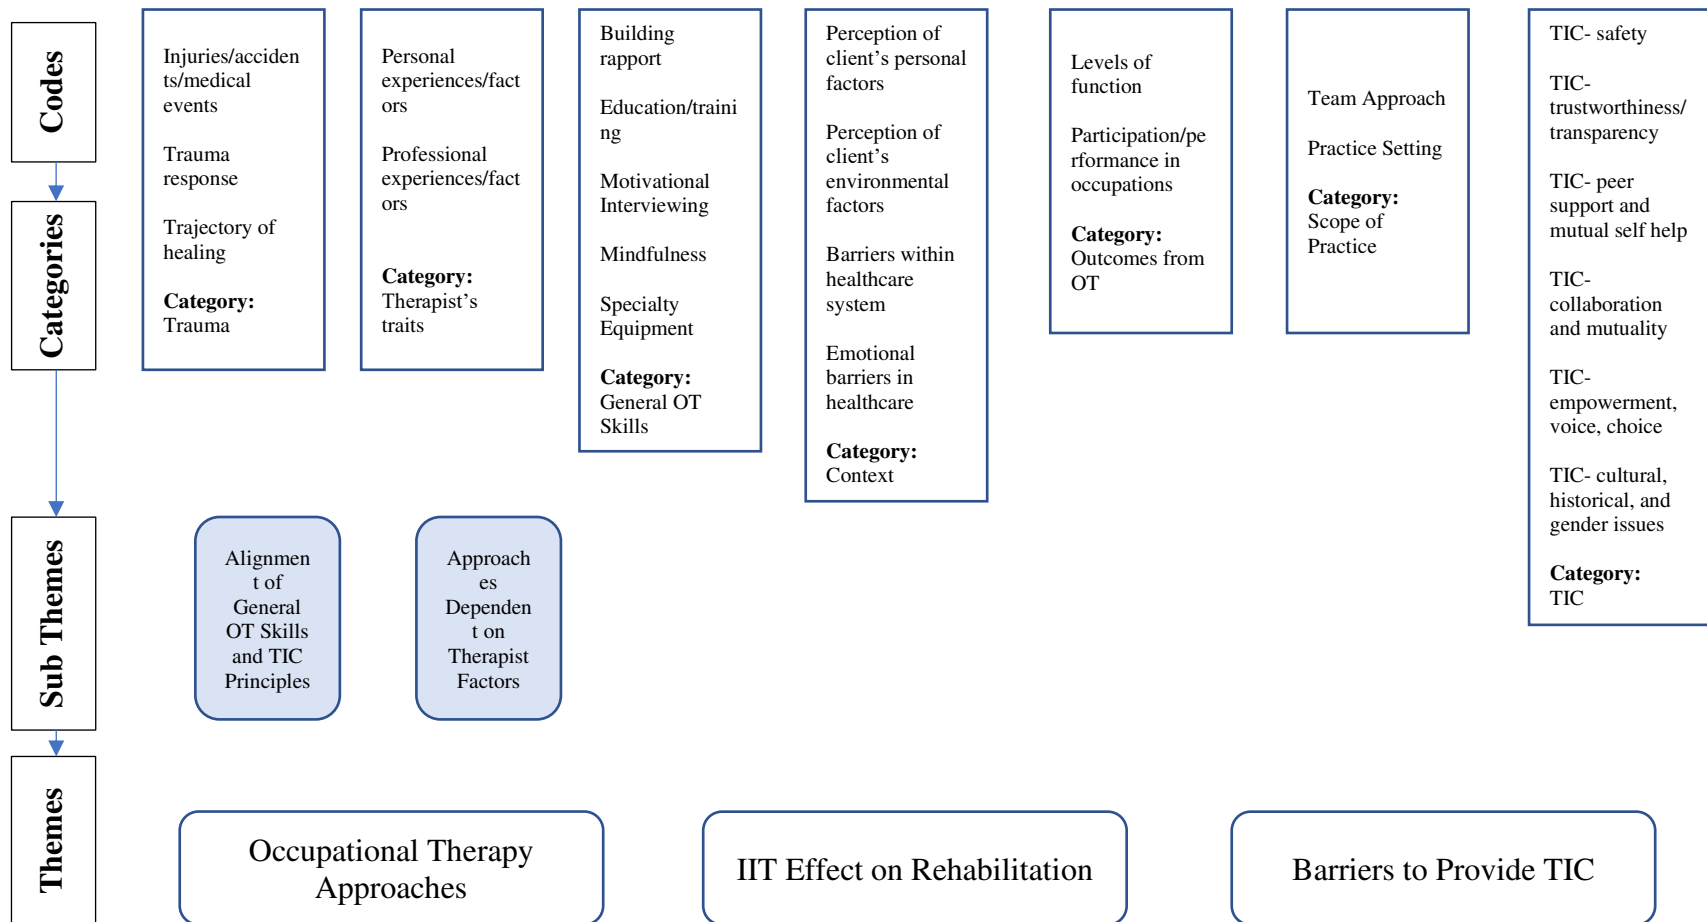 Codes
Categories
Sub Themes
Themes
Injuries/acciden
ts/medical
events
Trauma
response
Trajectory of
healing
Category:
Trauma
Personal
experiences/fact
ors
Professional
experiences/fact
ors
Category:
Therapist’s
traits
Building
rapport
Education/traini
ng
Motivational
Interviewing
Mindfulness
Specialty
Equipment
Category:
General OT
Skills
Perception of
client’s personal
factors
Perception of
client’s
environmental
factors
Barriers within
healthcare
system
Emotional
barriers in
healthcare
Category:
Context
Levels of
function
Participation/pe
rformance in
occupations
Category:
Outcomes from
OT
Team Approach
Practice Setting
Category:
Scope of
Practice
TIC- safety
TIC-
trustworthiness/
transparency
TIC- peer
support and
mutual self help
TIC-
collaboration
and mutuality
TIC-
empowerment,
voice, choice
TIC- cultural,
historical, and
gender issues
Category:
TIC
Alignmen
t of
General
OT Skills
and TIC
Principles
Approach
es
Dependen
t on
Therapist
Factors
Occupational Therapy
Approaches
IIT Effect on Rehabilitation
Barriers to Provide TIC